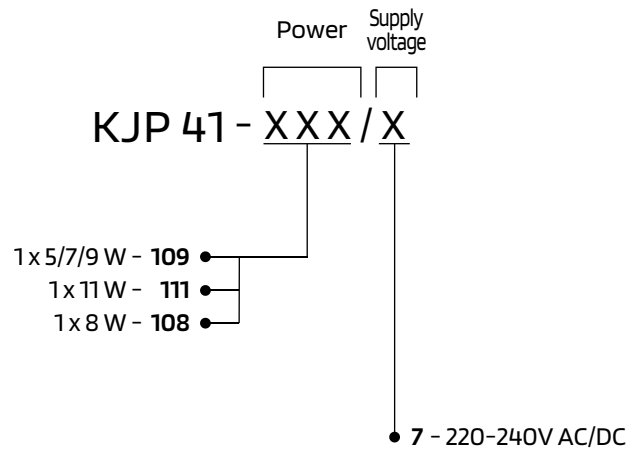 Power
Supply
voltage
KJP 41 - XXX / X
1 x 5/7/9 W - 109
1 x 11 W - 111
1 x 8 W - 108
7 - 220-240V AC/DC